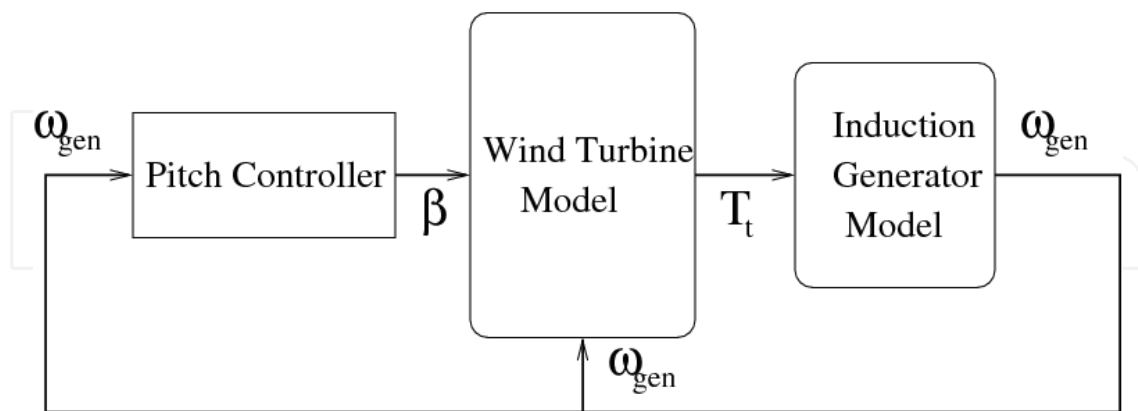 ω_gen
Pitch Controller
β
Wind Turbine
Model
T_t
Induction
Generator
Model
ω_gen
ω_gen